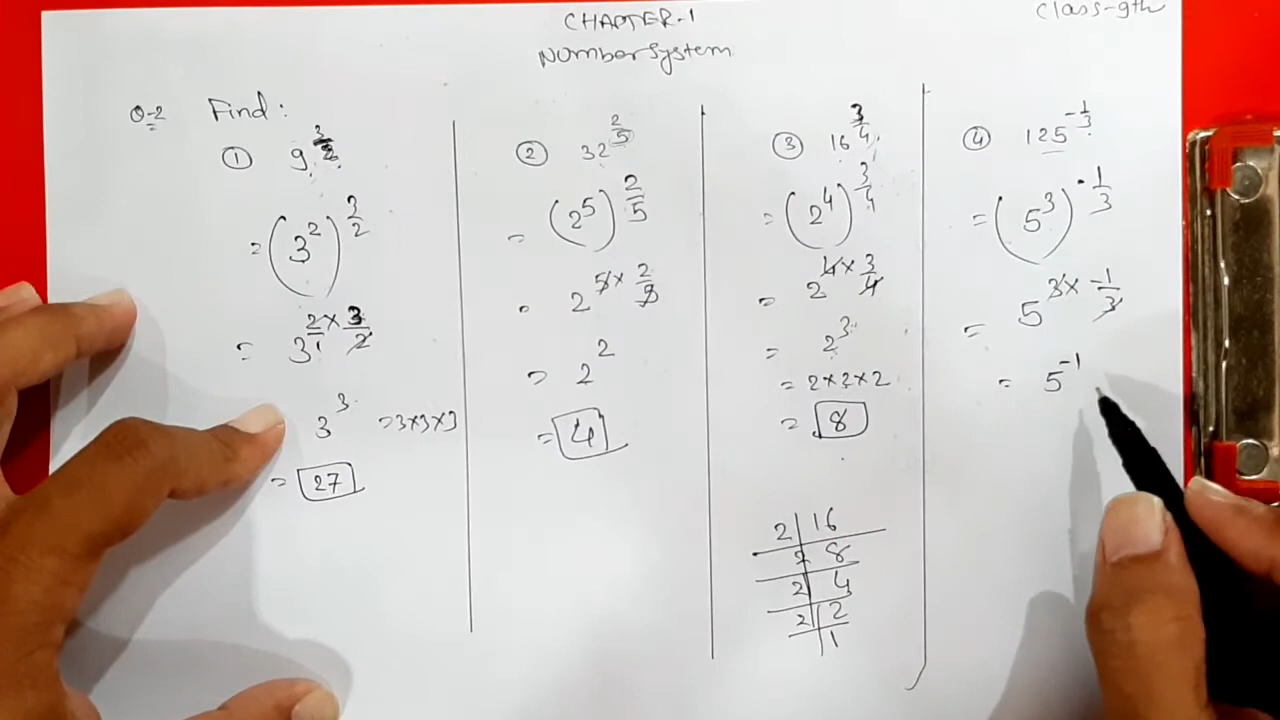 CHAPTER-1
Class-9th
Number System
Q-2 Find:
① 9^(3/2)
= (3^2)^(3/2)
= 3^(2/1 × 3/2)
3^3 = 3×3×3
= 27
② 32^(2/5)
= (2^5)^(2/5)
= 2^(5 × 2/5)
= 2^2
= 4
③ 16^(3/4)
= (2^4)^(3/4)
= 2^(4 × 3/4)
= 2^3
= 2×2×2
= 8
2 | 16
2 | 8
2 | 4
2 | 2
| 1
④ 125^(-1/3)
= (5^3)^(-1/3)
= 5^(3 × -1/3)
= 5^-1